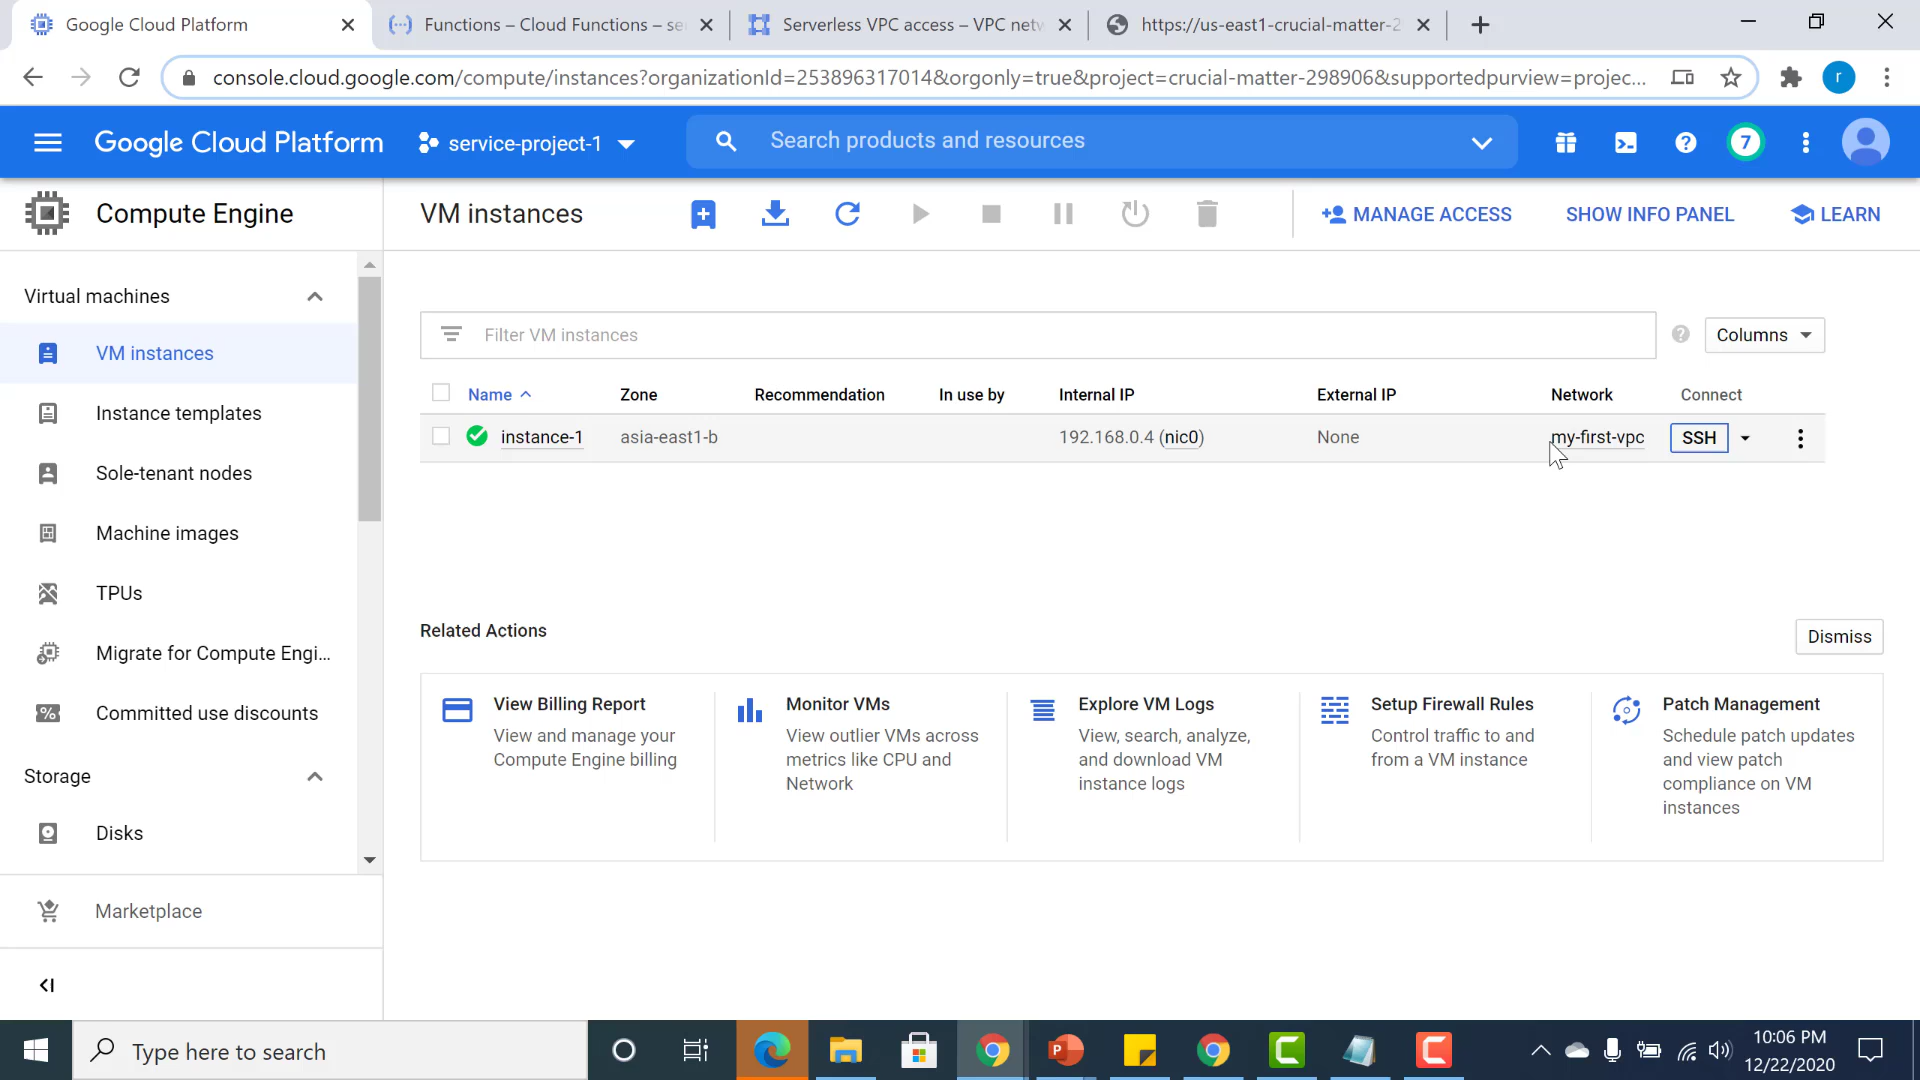 Google Cloud Platform
Functions – Cloud Functions – se
Serverless VPC access – VPC netw
https://us-east1-crucial-matter-2
console.cloud.google.com/compute/instances?organizationId=253896317014&orgonly=true&project=crucial-matter-298906&supportedpurview=projec...
r
Google Cloud Platform
service-project-1
Search products and resources
7
Compute Engine
VM instances
MANAGE ACCESS
SHOW INFO PANEL
LEARN
Virtual machines
VM instances
Instance templates
Sole-tenant nodes
Machine images
TPUs
Migrate for Compute Engi...
Committed use discounts
Storage
Disks
Marketplace
Filter VM instances
Columns
Name Zone Recommendation In use by Internal IP External IP Network Connect
instance-1 asia-east1-b 192.168.0.4 (nic0) None my-first-vpc SSH
Related Actions
Dismiss
View Billing Report
View and manage your
Compute Engine billing
Monitor VMs
View outlier VMs across
metrics like CPU and
Network
Explore VM Logs
View, search, analyze,
and download VM
instance logs
Setup Firewall Rules
Control traffic to and
from a VM instance
Patch Management
Schedule patch updates
and view patch
compliance on VM
instances
Type here to search
10:06 PM
12/22/2020